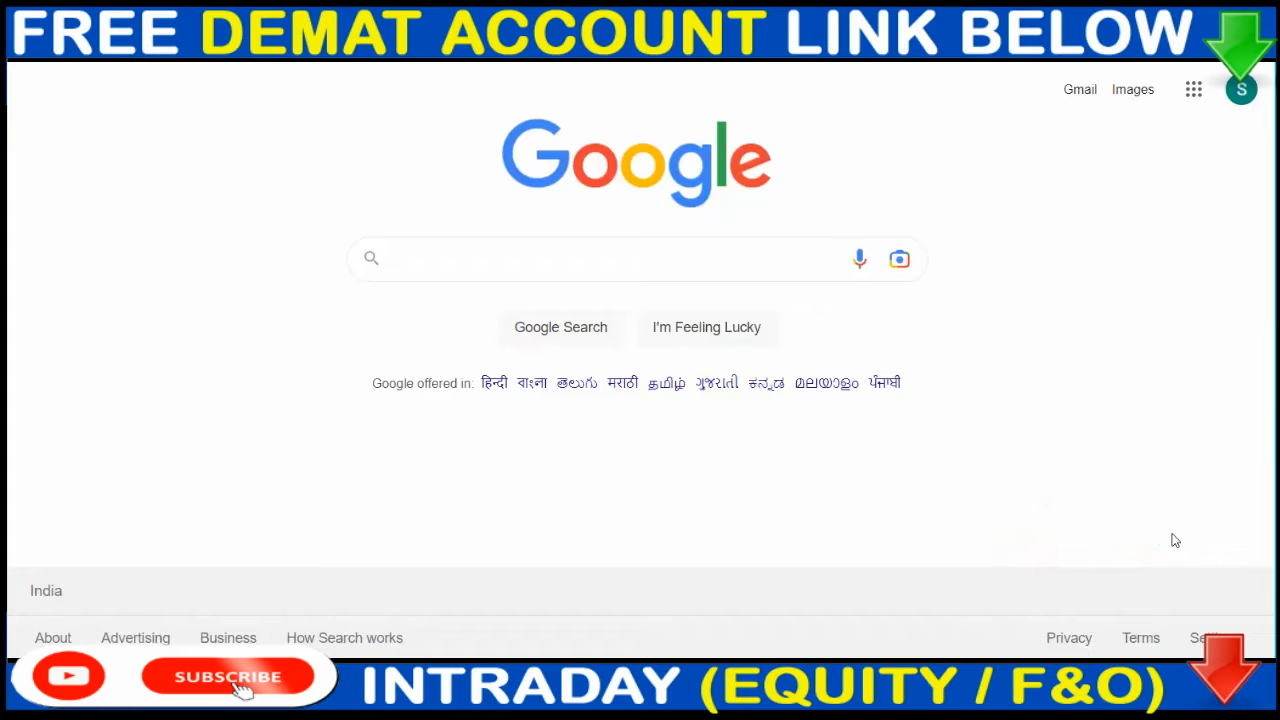 FREE DEMAT ACCOUNT LINK BELOW
Gmail Images
S
Google
Google Search I'm Feeling Lucky
Google offered in: हिन्दी বাংলা తెలుగు मराठी தமிழ் ગુજરાતી ಕನ್ನಡ മലയാളം ਪੰਜਾਬੀ
India
About Advertising Business How Search works Privacy Terms
SUBSCRIBE
INTRADAY (EQUITY / F&O)